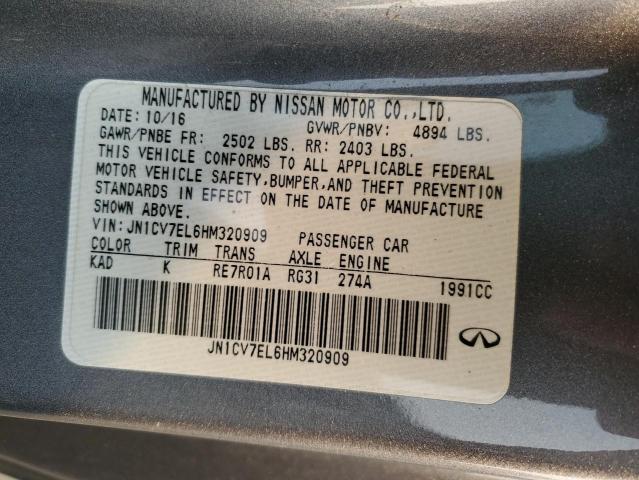 MANUFACTURED BY NISSAN MOTOR CO.,LTD.
DATE: 10/16 GVWR/PNBV: 4894 LBS.
GAWR/PNBE FR: 2502 LBS. RR: 2403 LBS.
THIS VEHICLE CONFORMS TO ALL APPLICABLE FEDERAL
MOTOR VEHICLE SAFETY,BUMPER,AND THEFT PREVENTION
STANDARDS IN EFFECT ON THE DATE OF MANUFACTURE
SHOWN ABOVE.
VIN: JN1CV7EL6HM320909 PASSENGER CAR
COLOR TRIM TRANS AXLE ENGINE
KAD K RE7R01A RG31 274A 1991CC
JN1CV7EL6HM320909